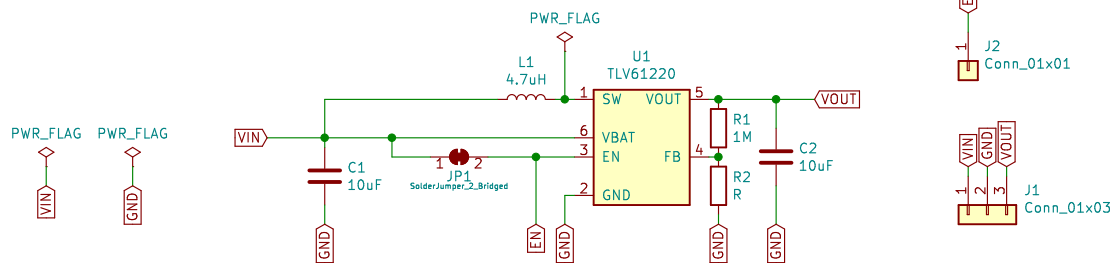 PWR_FLAG
E
1
J2
Conn_01x01
U1
TLV61220
L1
4.7uH
1
SW
VOUT
5
VOUT
R1
1M
PWR_FLAG
PWR_FLAG
VIN
6
VBAT
3
EN
FB
4
1
2
JP1
SolderJumper_2_Bridged
C1
10uF
C2
10uF
R2
R
2
GND
VIN
GND
GND
EN
GND
GND
GND
VIN
GND
VOUT
1
2
3
J1
Conn_01x03